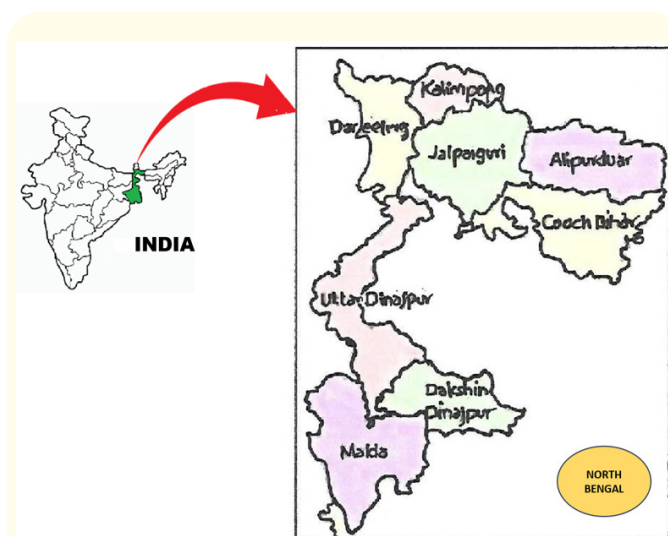 INDIA
Kalimpong
Darjeeling
Jalpaiguri
Alipurduar
Cooch Bihar
Uttar Dinajpur
Dakshin
Dinajpur
Malda
NORTH
BENGAL